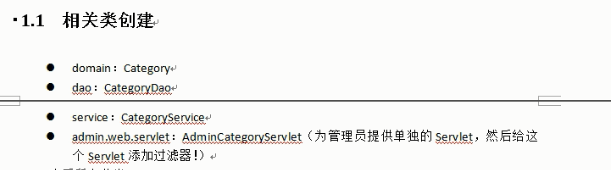 1.1 相关类创建
● domain：Category
● dao：CategoryDao
● service：CategoryService
● admin.web.servlet：AdminCategoryServlet（为管理员提供单独的 Servlet，然后给这
个 Servlet 添加过滤器！）